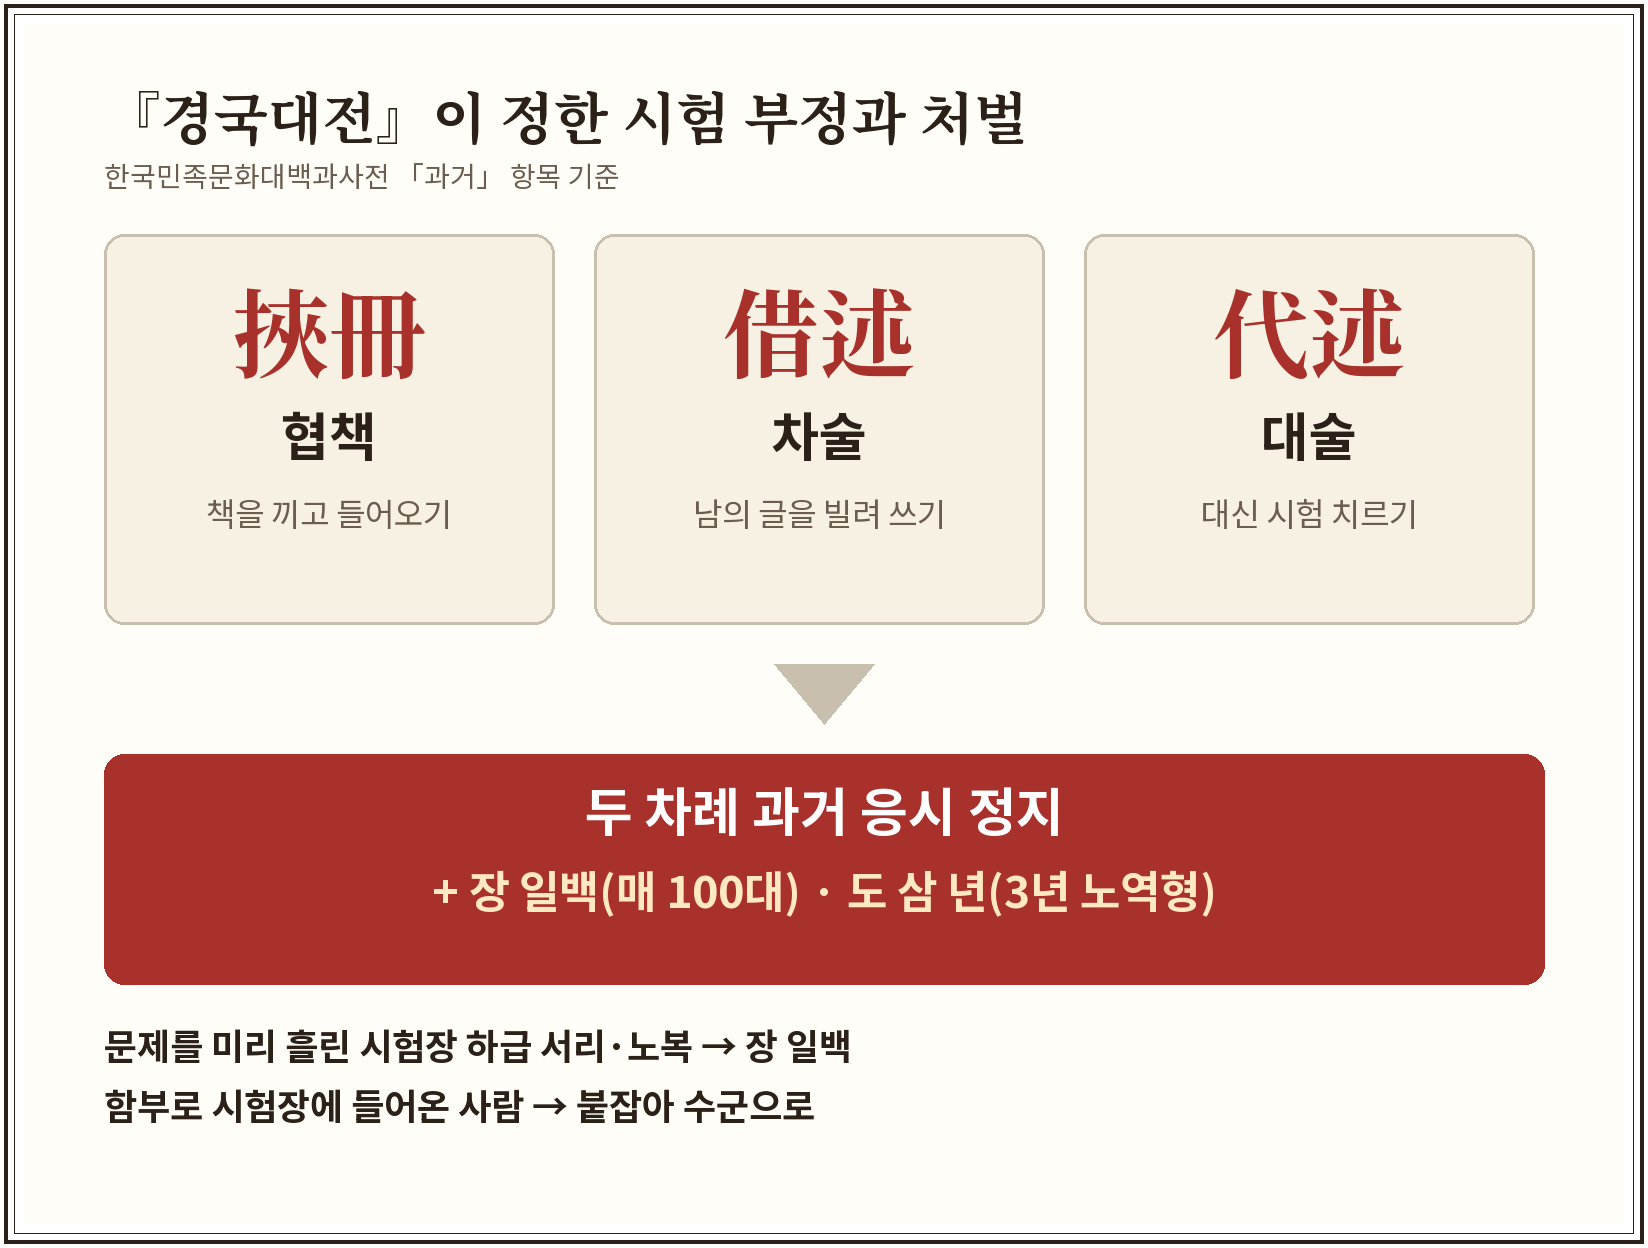 『경국대전』이 정한 시험 부정과 처벌
한국민족문화대백과사전 「과거」 항목 기준
挾冊
협책
책을 끼고 들어오기
借述
차술
남의 글을 빌려 쓰기
代述
대술
대신 시험 치르기
두 차례 과거 응시 정지
+ 장 일백(매 100대) · 도 삼 년(3년 노역형)
문제를 미리 흘린 시험장 하급 서리·노복 → 장 일백
함부로 시험장에 들어온 사람 → 붙잡아 수군으로